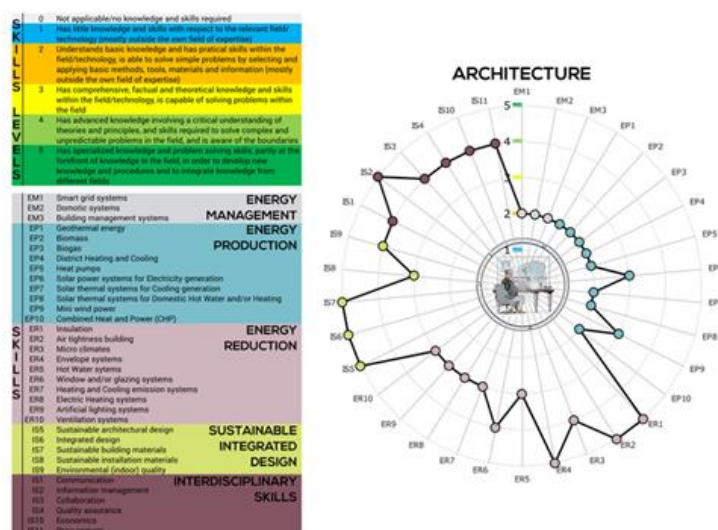 SKILLS LEVELS
0 Not applicable/no knowledge and skills required
1 Has little knowledge and skills with respect to the relevant field/
technology (mostly outside the own field of expertise)
2 Understands basic knowledge and has pratical skills within the
field/technology, is able to solve simple problems by selecting and
applying basic methods, tools, materials and information (mostly
outside the own field of expertise)
3 Has comprehensive, factual and theoretical knowledge and skills
within the field/technology, is capable of solving problems within
the field
4 Has advanced knowledge involving a critical understanding of
theories and principles, and skills required to solve complex and
unpredictable problems in the field, and is aware of the boundaries
5 Has specialized knowledge and problem solving skills, partly at the
forefront of knowledge in the field, in order to develop new
knowledge and procedures and to integrate knowledge from
different fields
SKILLS
ENERGY
MANAGEMENT
EM1 Smart grid systems
EM2 Domotic systems
EM3 Building management systems
ENERGY
PRODUCTION
EP1 Geothermal energy
EP2 Biomass
EP3 Biogas
EP4 District Heating and Cooling
EP5 Heat pumps
EP6 Solar power systems for Electricity generation
EP7 Solar thermal systems for Cooling generation
EP8 Solar thermal systems for Domestic Hot Water and/or Heating
EP9 Mini wind power
EP10 Combined Heat and Power (CHP)
ENERGY
REDUCTION
ER1 Insulation
ER2 Air tightness building
ER3 Micro climates
ER4 Envelope systems
ER5 Hot Water sytems
ER6 Window and/or glazing systems
ER7 Heating and Cooling emission systems
ER8 Electric Heating systems
ER9 Artificial lighting systems
ER10 Ventilation systems
SUSTAINABLE
INTEGRATED
DESIGN
IS5 Sustainable architectural design
IS6 Integrated design
IS7 Sustainable building materials
IS8 Sustainable installation materials
IS9 Environmental (indoor) quality
INTERDISCIPLINARY
SKILLS
IS1 Communication
IS2 Information management
IS3 Collaboration
IS4 Quality assurance
IS10 Economics
ARCHITECTURE
EM1
EM2
EM3
EP1
EP2
EP3
EP4
EP5
EP8
EP9
EP10
ER1
ER2
ER3
ER4
ER5
ER6
ER7
ER8
ER9
ER10
IS5
IS6
IS7
IS8
IS9
IS1
IS2
IS3
IS4
IS10
IS11
5
4
3
2
1